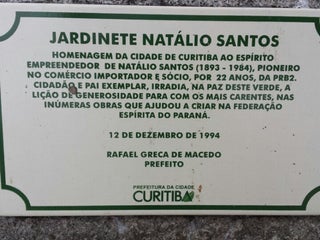 JARDINETE NATÁLIO SANTOS
HOMENAGEM DA CIDADE DE CURITIBA AO ESPÍRITO
EMPREENDEDOR DE NATÁLIO SANTOS (1893 - 1984), PIONEIRO
NO COMÉRCIO IMPORTADOR E SÓCIO, POR 22 ANOS, DA PRB2.
CIDADÃO E PAI EXEMPLAR, IRRADIA, NA PAZ DESTE VERDE, A
LIÇÃO DE GENEROSIDADE PARA COM OS MAIS CARENTES, NAS
INÚMERAS OBRAS QUE AJUDOU A CRIAR NA FEDERAÇÃO
ESPÍRITA DO PARANÁ.
12 DE DEZEMBRO DE 1994
RAFAEL GRECA DE MACEDO
PREFEITO
PREFEITURA DA CIDADE
CURITIBA